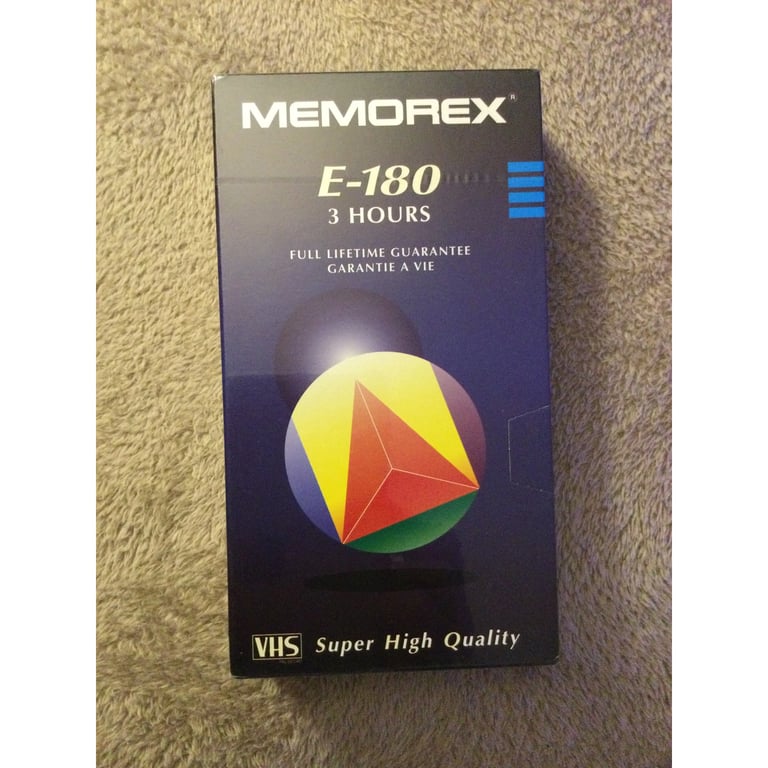 MEMOREX®
E-180
3 HOURS
FULL LIFETIME GUARANTEE
GARANTIE A VIE
VHS
Super High Quality